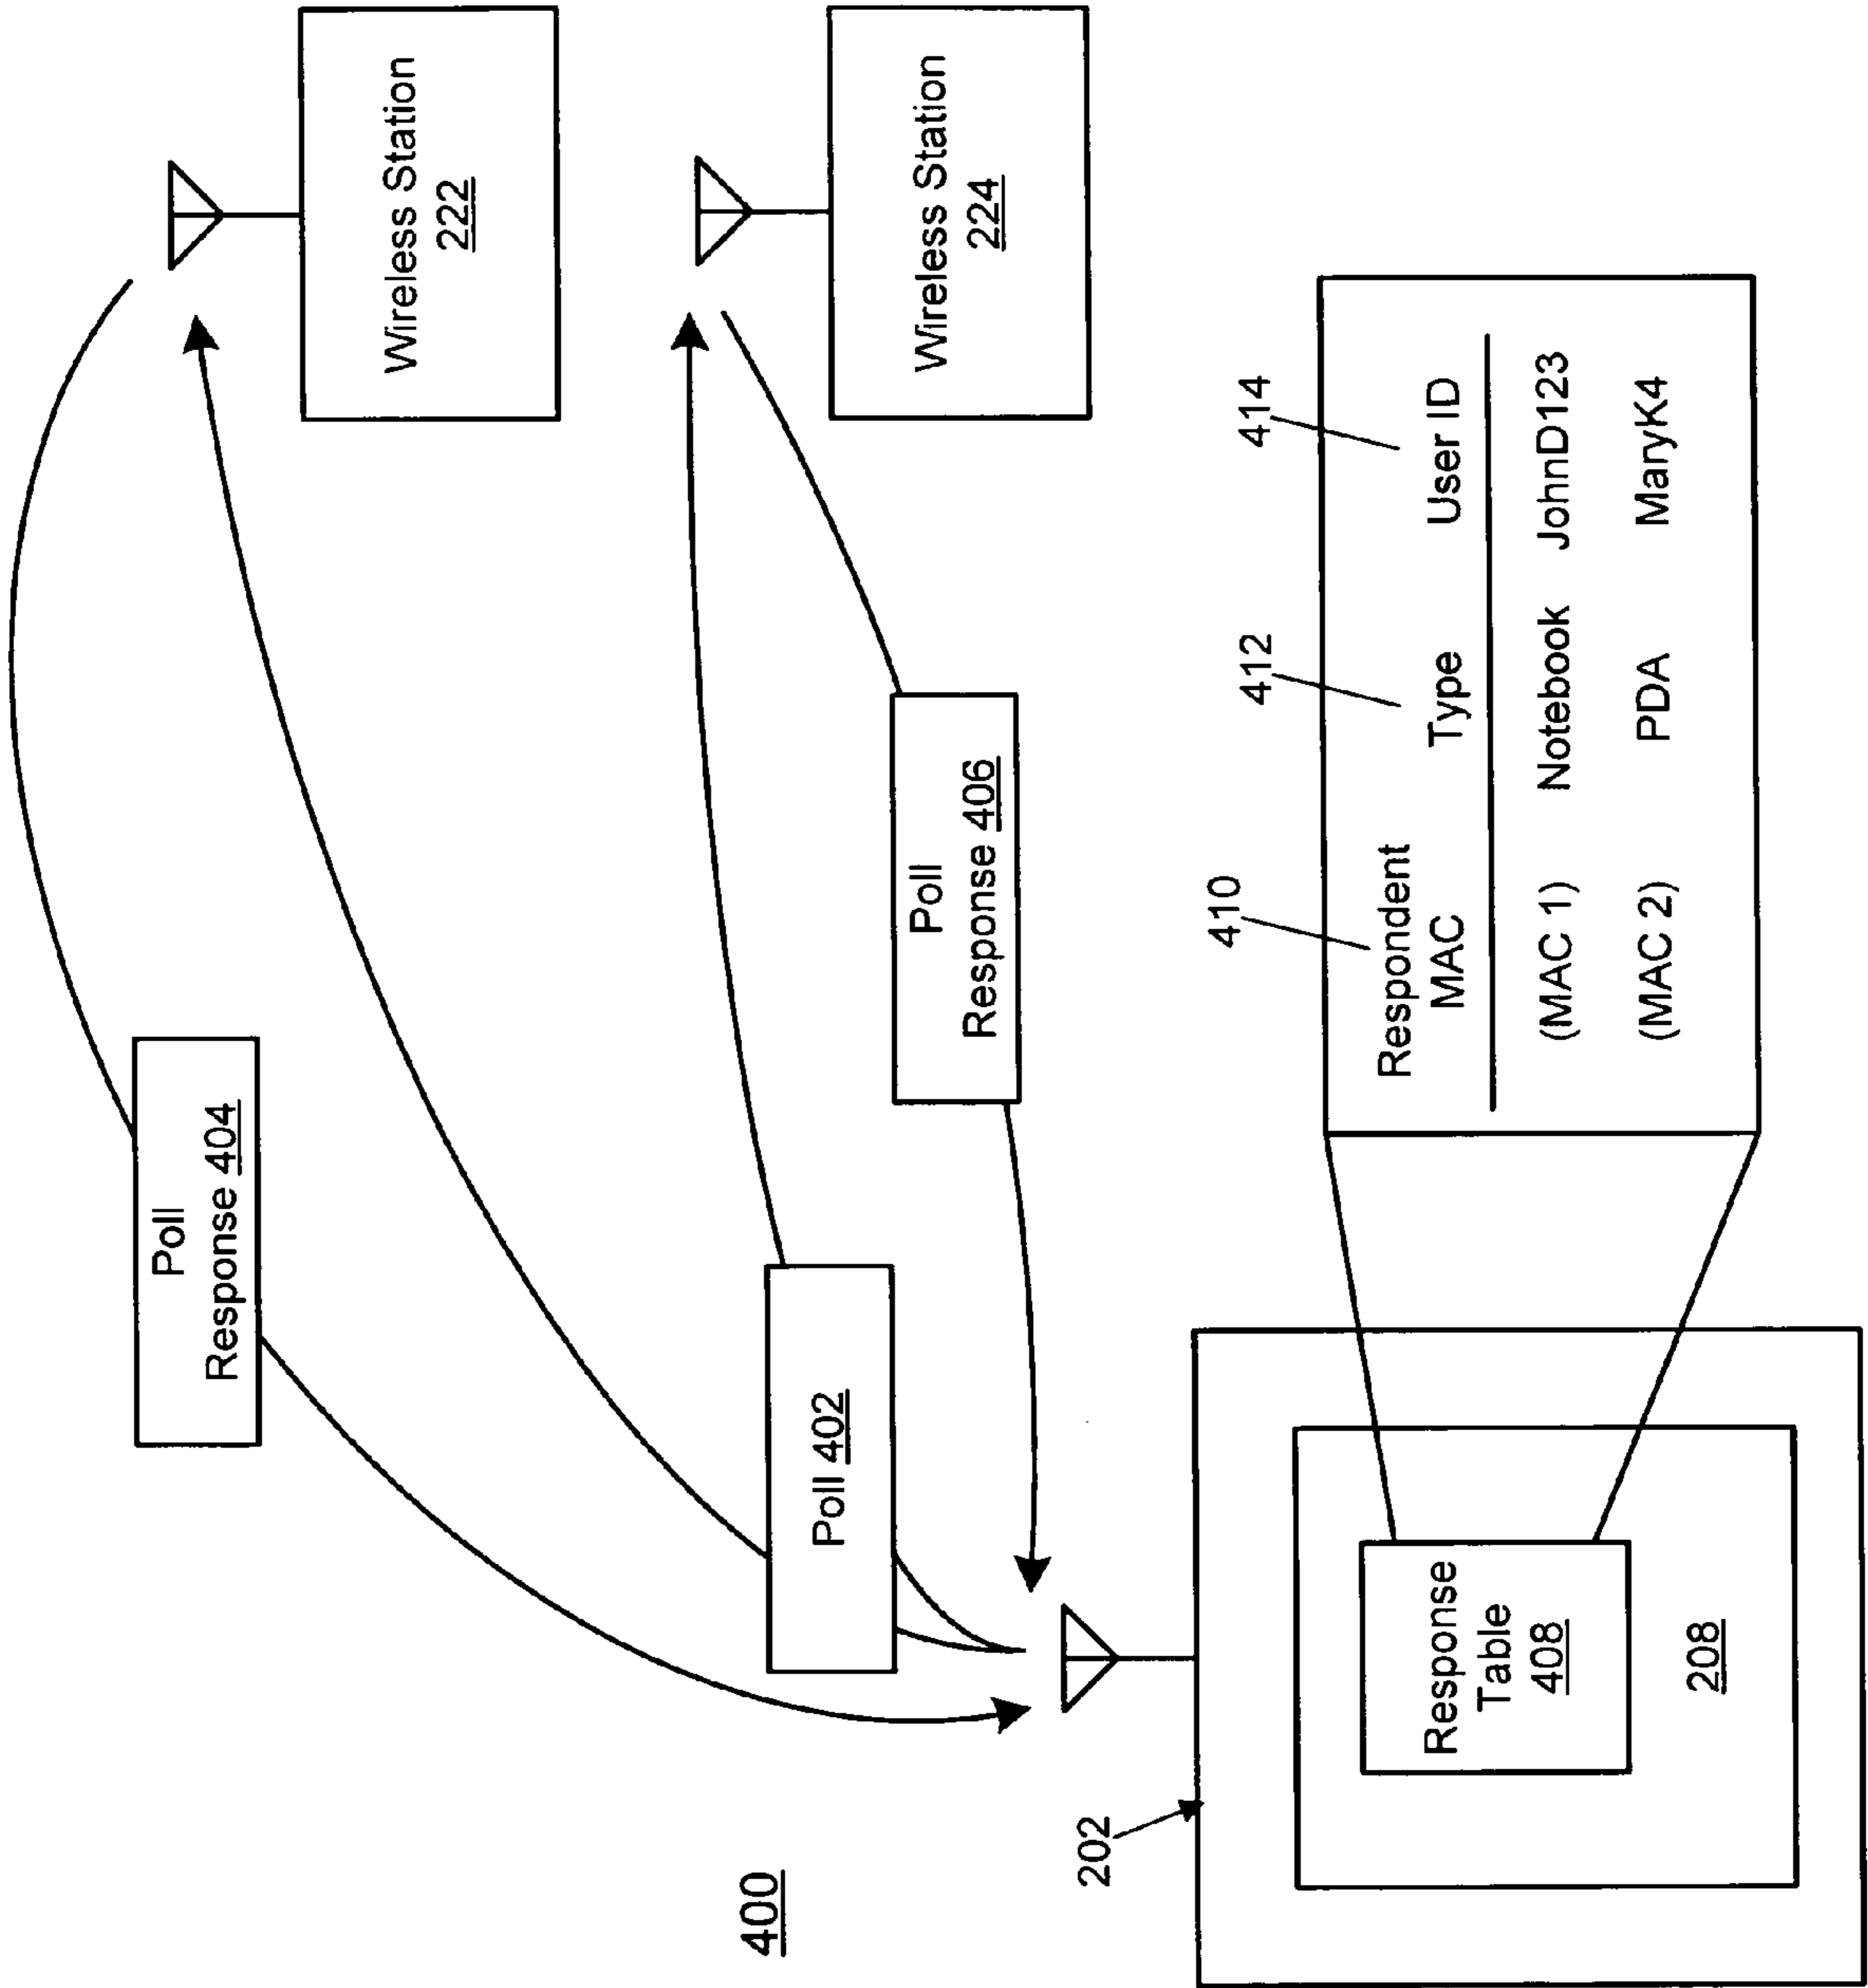 400
Poll
Response 404
Wireless Station
222
Poll 402
Poll
Response 406
Wireless Station
224
202
Response
Table
408
208
410
412
414
Respondent
MAC
Type
User ID
(MAC 1) Notebook JohnD123
(MAC 2) PDA MaryK4